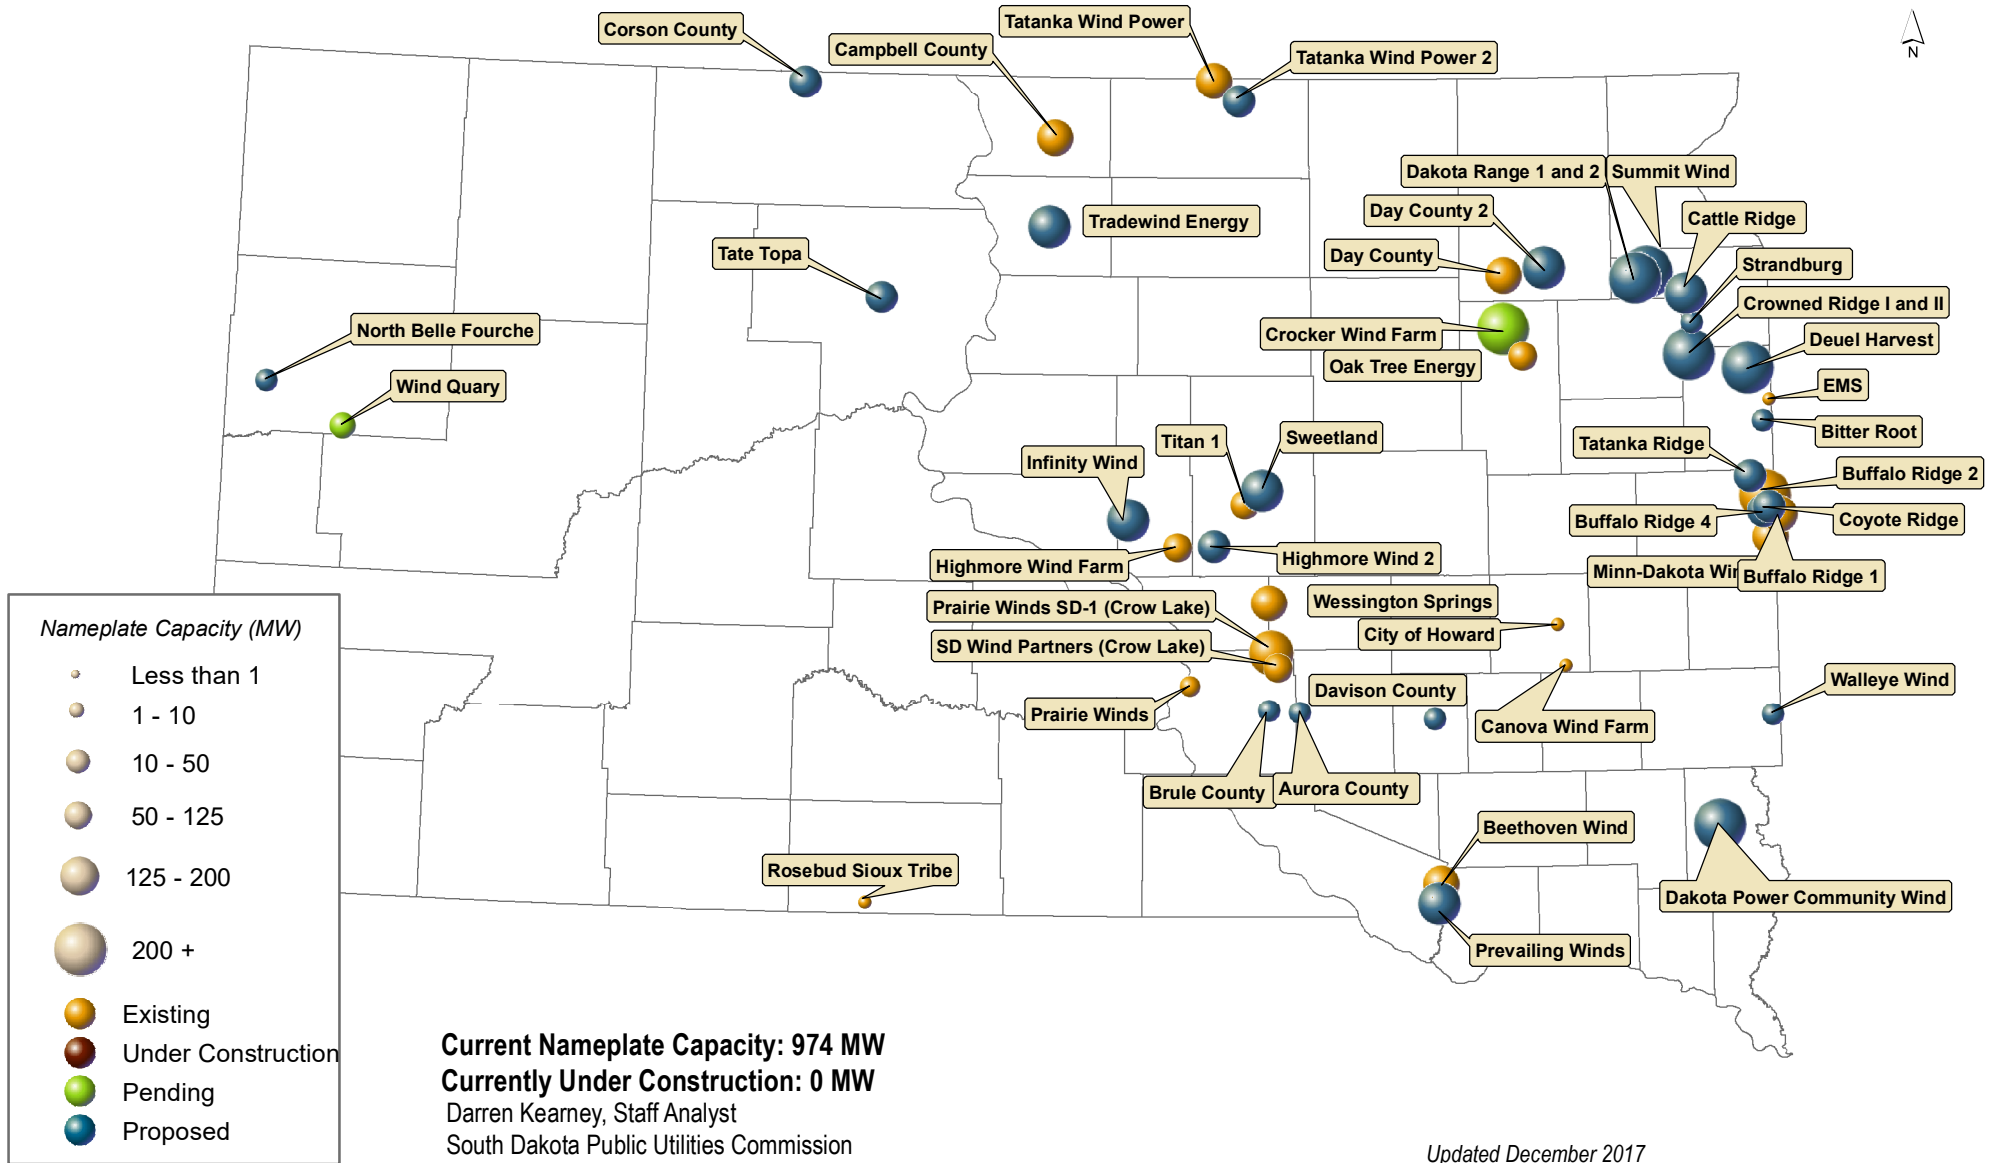 Tatanka Wind Power
N
Corson County
Campbell County
Tatanka Wind Power 2
Dakota Range 1 and 2
Summit Wind
Day County 2
Cattle Ridge
Tradewind Energy
Tate Topa
Day County
Strandburg
Crowned Ridge I and II
North Belle Fourche
Crocker Wind Farm
Deuel Harvest
Oak Tree Energy
Wind Quary
EMS
Bitter Root
Titan 1
Sweetland
Tatanka Ridge
Infinity Wind
Buffalo Ridge 2
Buffalo Ridge 4
Coyote Ridge
Highmore Wind Farm
Highmore Wind 2
Minn-Dakota Win
Buffalo Ridge 1
Prairie Winds SD-1 (Crow Lake)
Wessington Springs
City of Howard
SD Wind Partners (Crow Lake)
Walleye Wind
Davison County
Prairie Winds
Canova Wind Farm
Brule County
Aurora County
Beethoven Wind
Rosebud Sioux Tribe
Dakota Power Community Wind
Prevailing Winds
Nameplate Capacity (MW)
Less than 1
1 - 10
10 - 50
50 - 125
125 - 200
200 +
Existing
Under Construction
Pending
Proposed
Current Nameplate Capacity: 974 MW
Currently Under Construction: 0 MW
Darren Kearney, Staff Analyst
South Dakota Public Utilities Commission
Updated December 2017